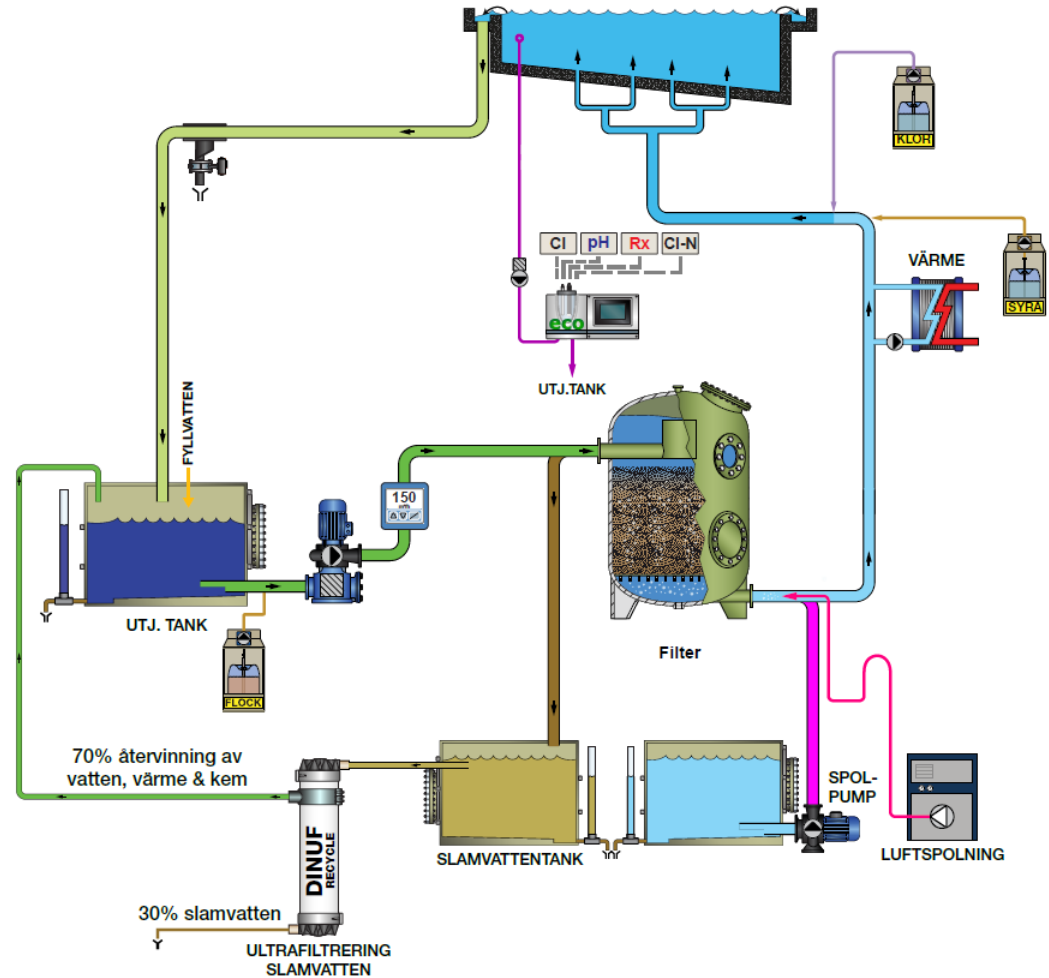 KLOR
Cl
pH
Rx
Cl-N
VÄRME
SYRA
eco
UTJ.TANK
FYLLVATTEN
150
UTJ. TANK
FLOCK
Filter
70% återvinning av
vatten, värme & kem
SPOL-
PUMP
DINUF
RECYCLE
SLAMVATTENTANK
LUFTSPOLNING
30% slamvatten
ULTRAFILTRERING
SLAMVATTEN